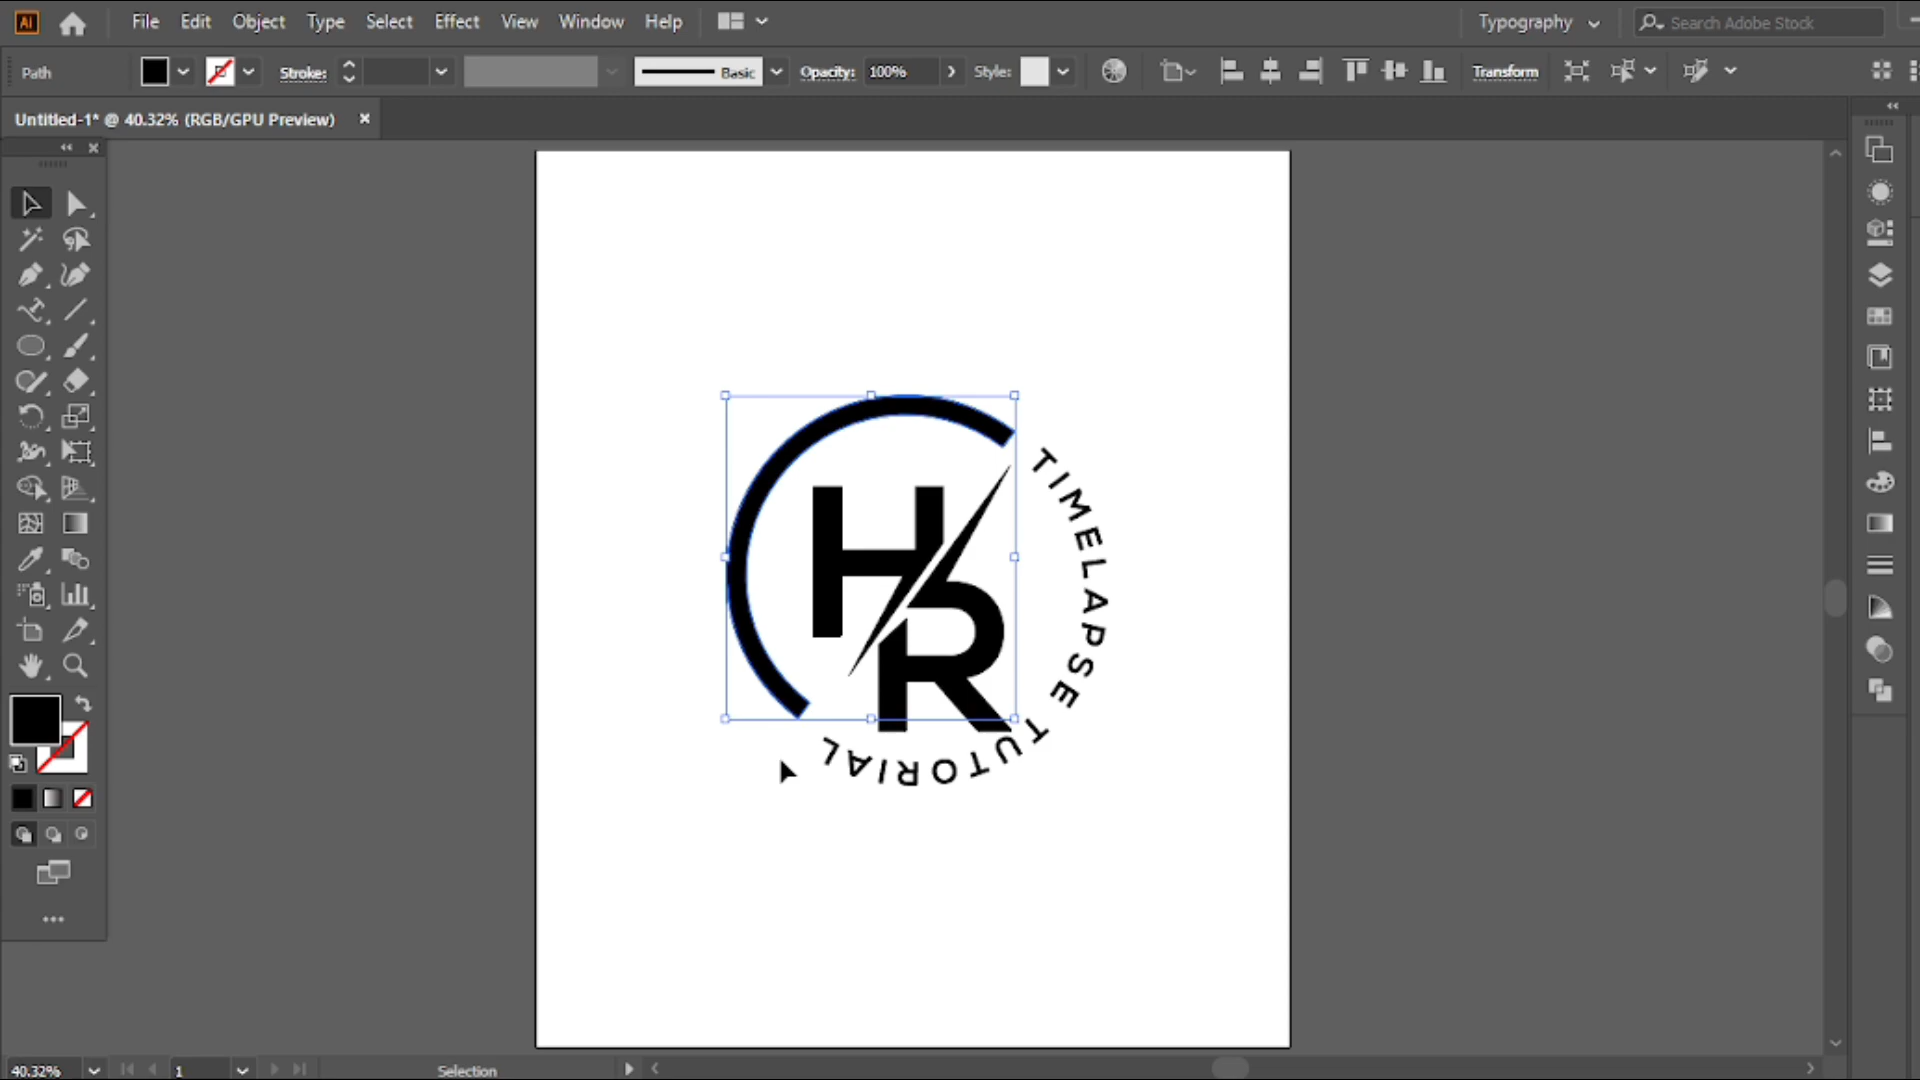 Ai File Edit Object Type Select Effect View Window Help Typography Search Adobe Stock
Path Stroke: Basic Opacity: 100% Style: Transform
Untitled-1* @ 40.32% (RGB/GPU Preview)
HR
TIMELAPSE TUTORIAL
40.32% 1 Selection